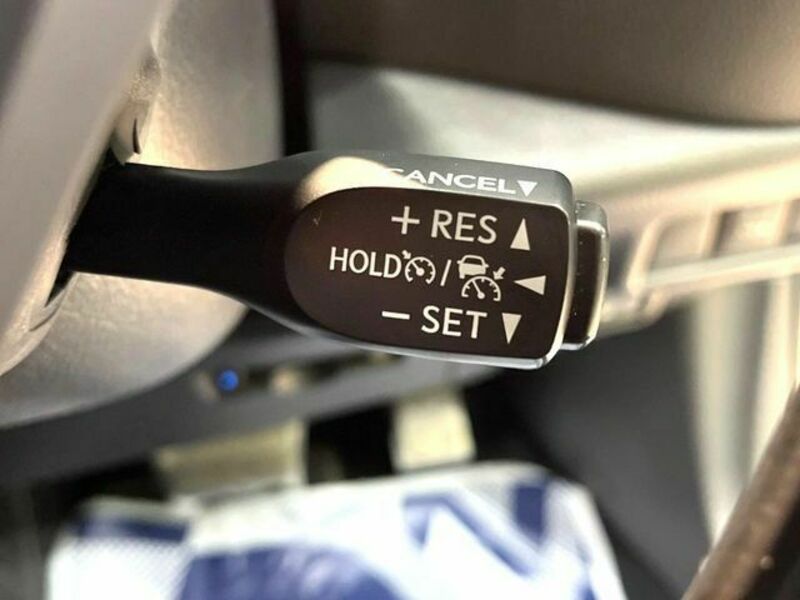 CANCEL▼
+ RES ▲
HOLD / ◀
− SET ▼